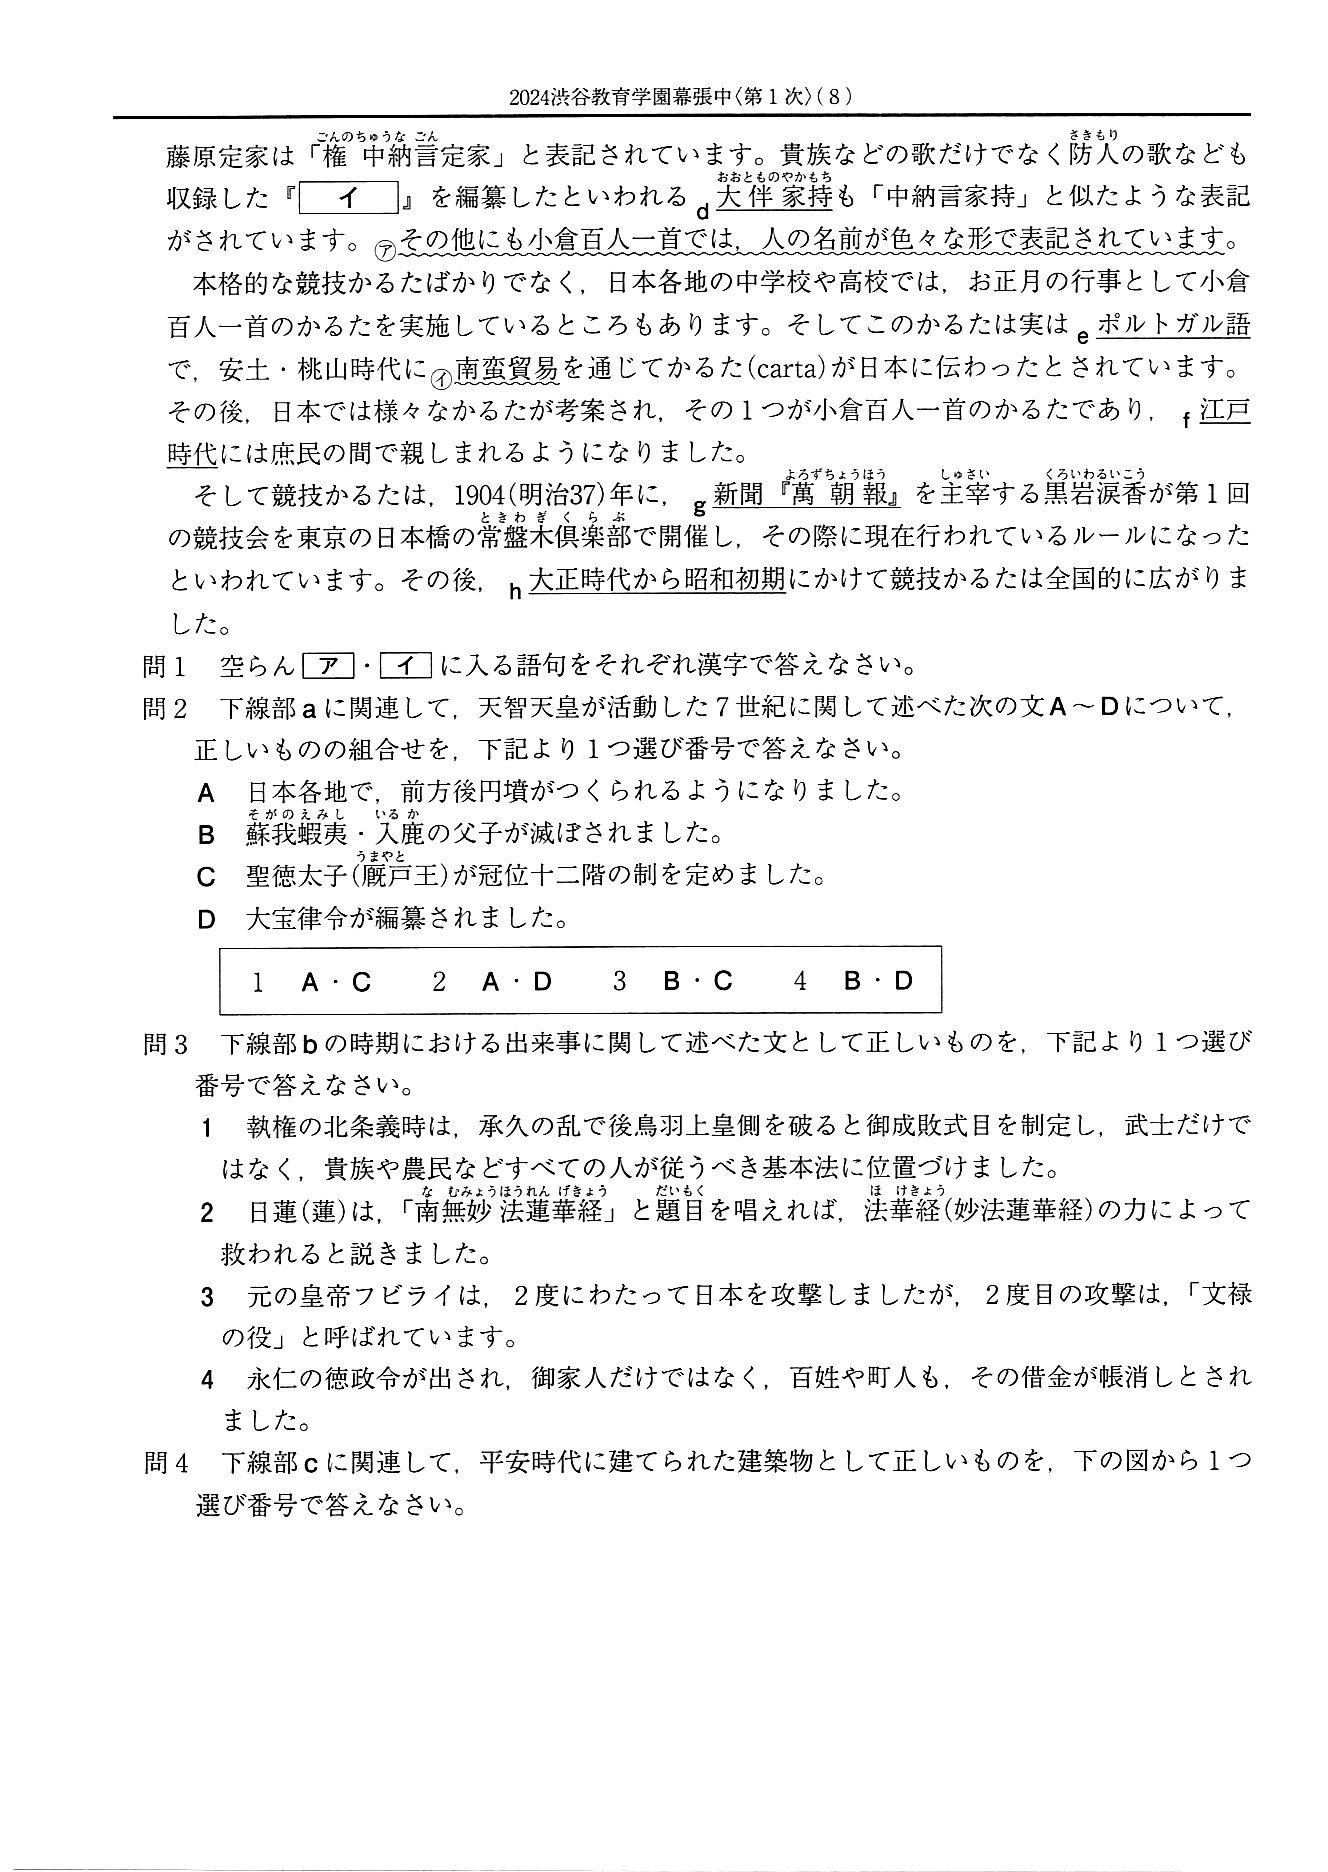 2024渋谷教育学園幕張中〈第1次〉(8)
藤原定家は「権中納言定家」と表記されています。貴族などの歌だけでなく防人の歌なども
収録した『イ』を編纂したといわれるd大伴家持も「中納言家持」と似たような表記
がされています。㋐その他にも小倉百人一首では，人の名前が色々な形で表記されています。
本格的な競技かるたばかりでなく，日本各地の中学校や高校では，お正月の行事として小倉
百人一首のかるたを実施しているところもあります。そしてこのかるたは実はeポルトガル語
で，安土・桃山時代に㋑南蛮貿易を通じてかるた(carta)が日本に伝わったとされています。
その後，日本では様々なかるたが考案され，その1つが小倉百人一首のかるたであり，f江戸
時代には庶民の間で親しまれるようになりました。
そして競技かるたは，1904(明治37)年に，g新聞『萬朝報』を主宰する黒岩涙香が第1回
の競技会を東京の日本橋の常盤木倶楽部で開催し，その際に現在行われているルールになった
といわれています。その後，h大正時代から昭和初期にかけて競技かるたは全国的に広がりま
した。
問1　空らんア・イに入る語句をそれぞれ漢字で答えなさい。
問2　下線部aに関連して，天智天皇が活動した7世紀に関して述べた次の文A～Dについて，
正しいものの組合せを，下記より1つ選び番号で答えなさい。
A　日本各地で，前方後円墳がつくられるようになりました。
B　蘇我蝦夷・入鹿の父子が滅ぼされました。
C　聖徳太子(厩戸王)が冠位十二階の制を定めました。
D　大宝律令が編纂されました。
1　A・C　2　A・D　3　B・C　4　B・D
問3　下線部bの時期における出来事に関して述べた文として正しいものを，下記より1つ選び
番号で答えなさい。
1　執権の北条義時は，承久の乱で後鳥羽上皇側を破ると御成敗式目を制定し，武士だけで
はなく，貴族や農民などすべての人が従うべき基本法に位置づけました。
2　日蓮(蓮)は，「南無妙法蓮華経」と題目を唱えれば，法華経(妙法蓮華経)の力によって
救われると説きました。
3　元の皇帝フビライは，2度にわたって日本を攻撃しましたが，2度目の攻撃は，「文禄
の役」と呼ばれています。
4　永仁の徳政令が出され，御家人だけではなく，百姓や町人も，その借金が帳消しとされ
ました。
問4　下線部cに関連して，平安時代に建てられた建築物として正しいものを，下の図から1つ
選び番号で答えなさい。